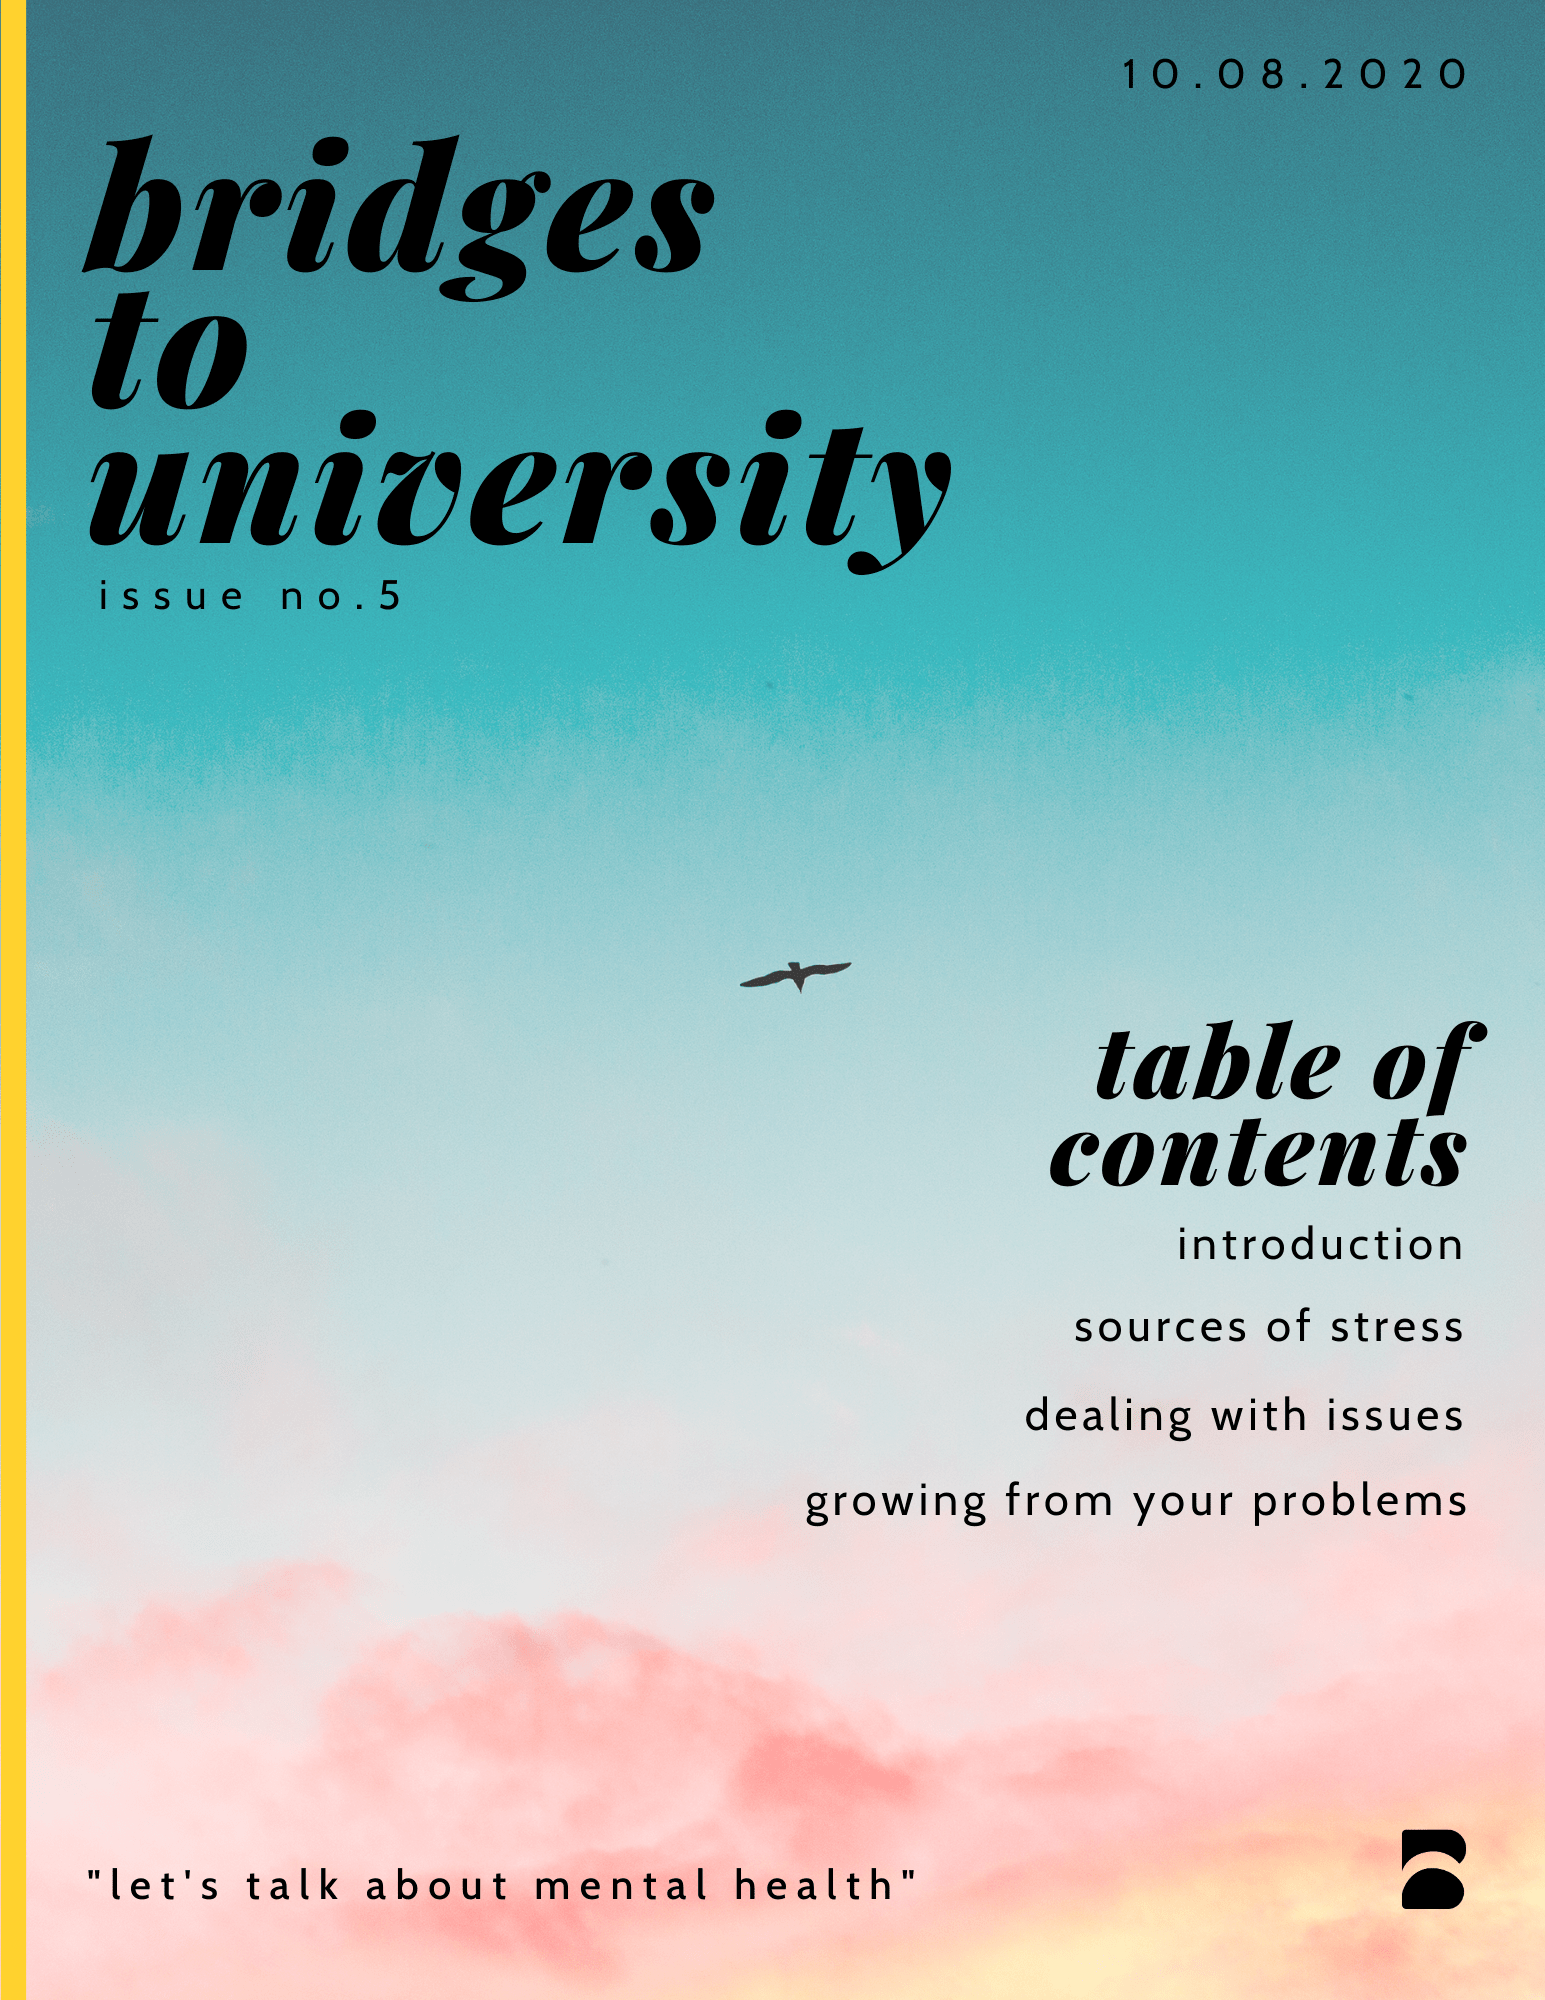 10.08.2020
bridges
to
university
issue no.5
table of
contents
introduction
sources of stress
dealing with issues
growing from your problems
"let's talk about mental health"